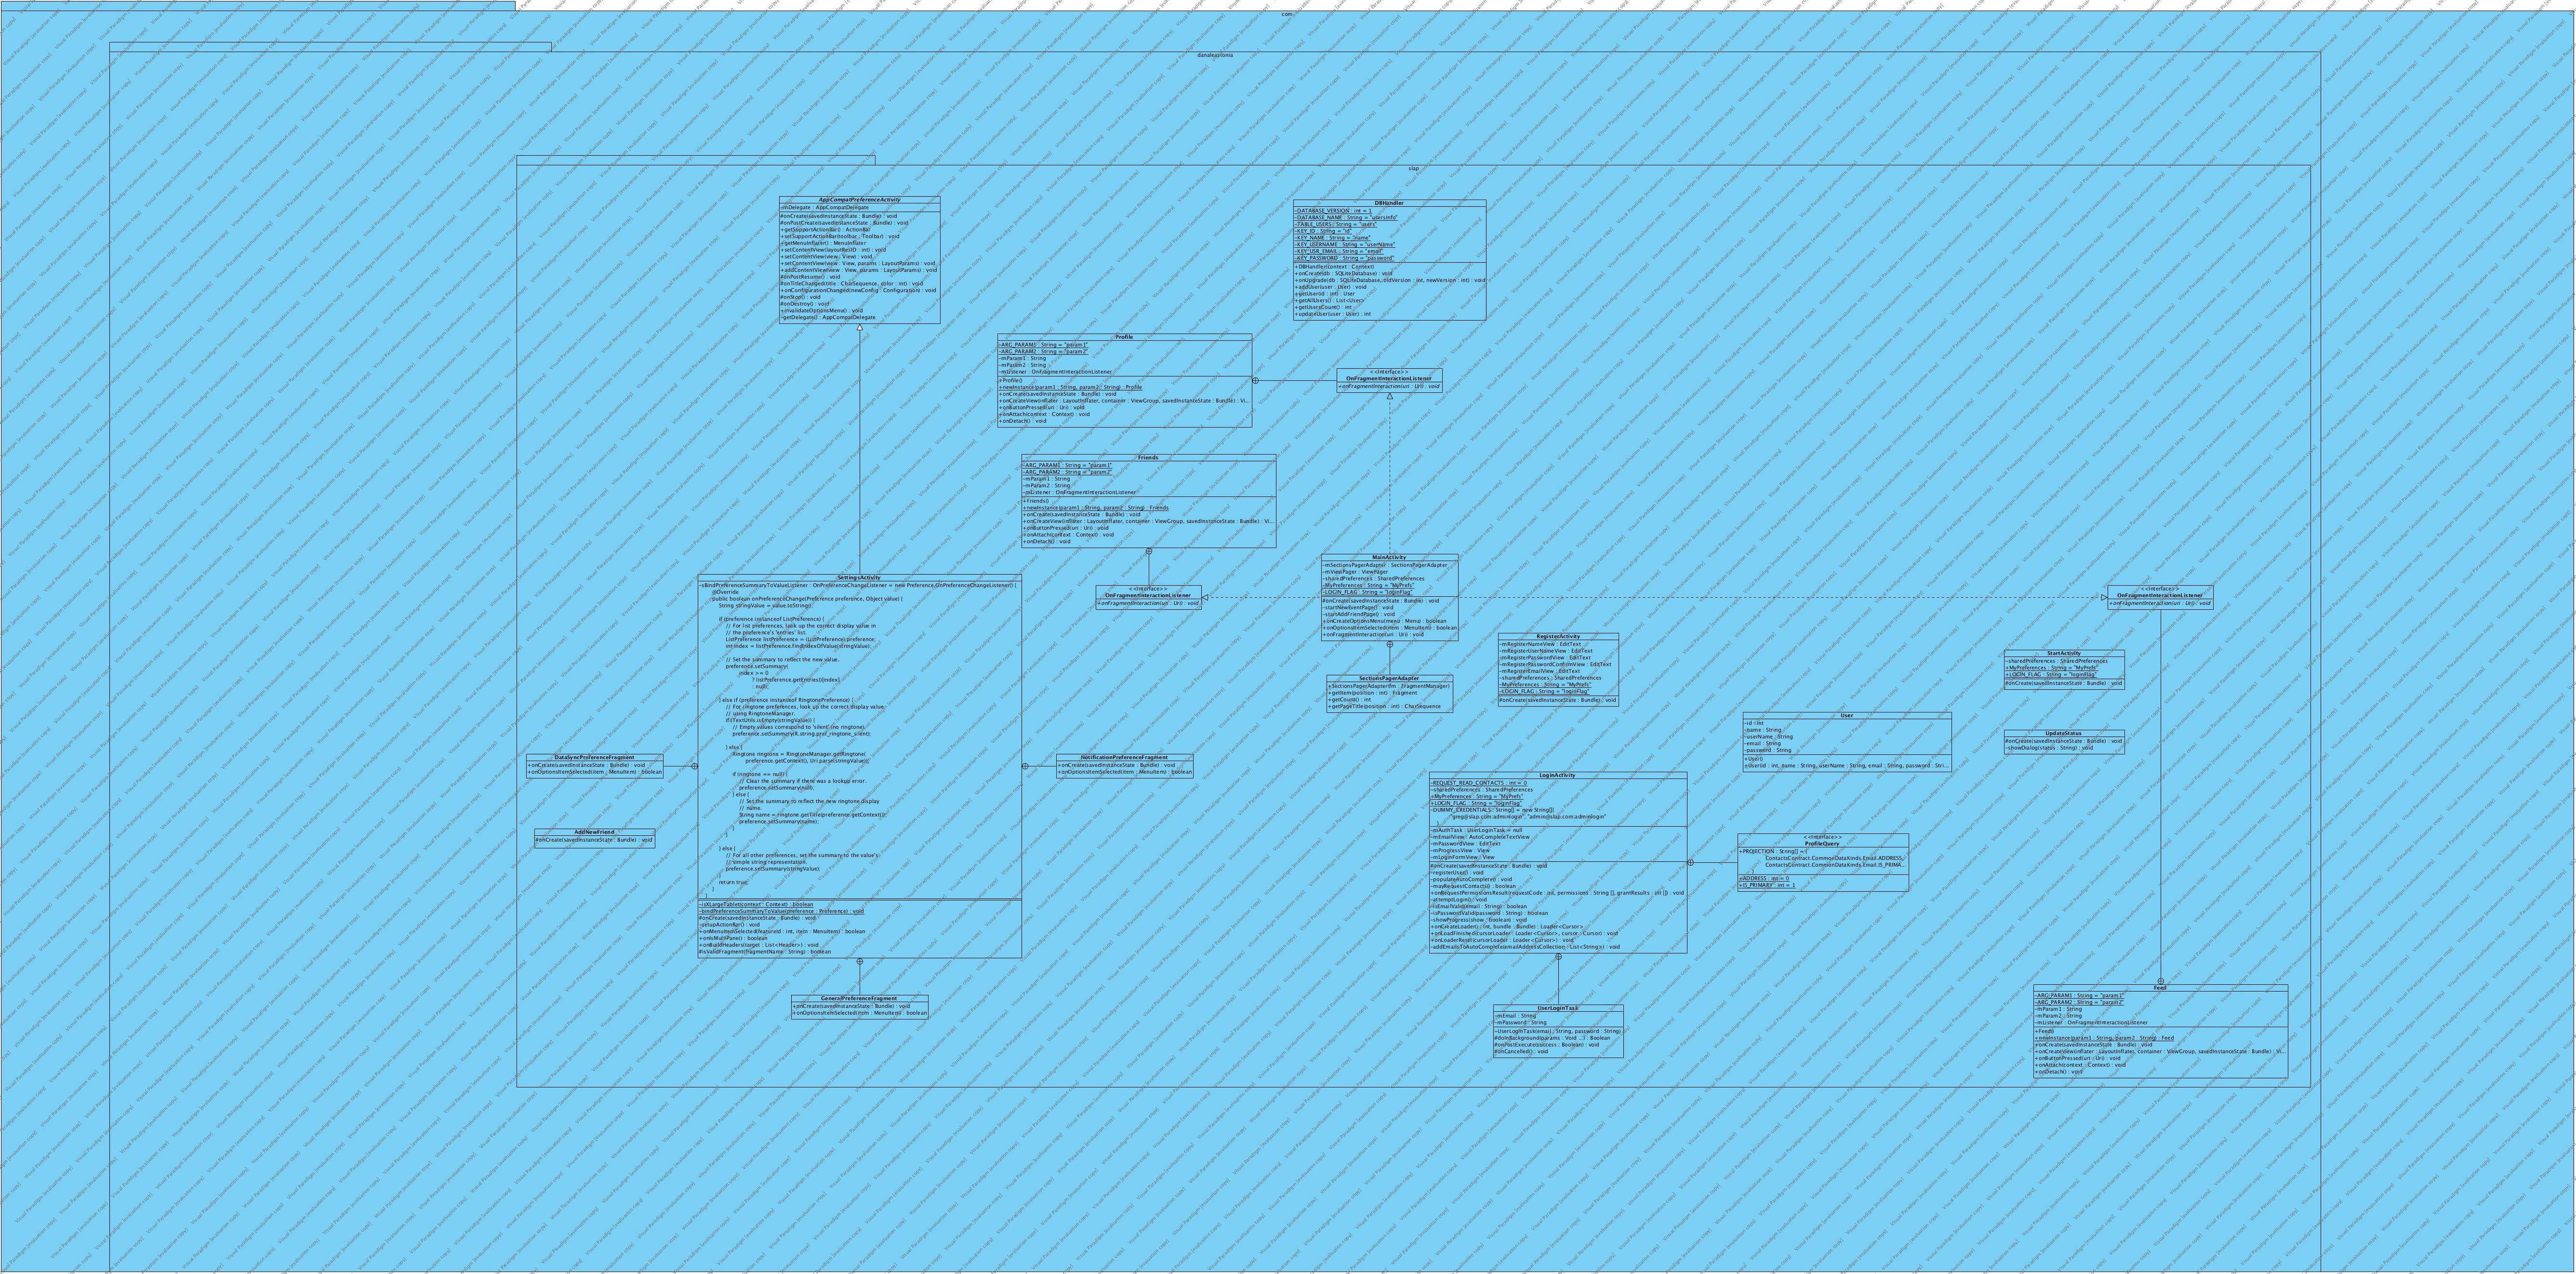 com
danaleastonia
slap
AppCompatPreferenceActivity
-mDelegate : AppCompatDelegate
#onCreate(savedInstanceState : Bundle) : void
#onPostCreate(savedInstanceState : Bundle) : void
+getSupportActionBar() : ActionBar
+setSupportActionBar(toolbar : Toolbar) : void
+getMenuInflater() : MenuInflater
+setContentView(layoutResID : int) : void
+setContentView(view : View) : void
+setContentView(view : View, params : LayoutParams) : void
+addContentView(view : View, params : LayoutParams) : void
#onPostResume() : void
#onTitleChanged(title : CharSequence, color : int) : void
+onConfigurationChanged(newConfig : Configuration) : void
#onStop() : void
#onDestroy() : void
+invalidateOptionsMenu() : void
-getDelegate() : AppCompatDelegate
DBHandler
-DATABASE_VERSION : int = 1
-DATABASE_NAME : String = "usersInfo"
-TABLE_USERS : String = "users"
-KEY_ID : String = "id"
-KEY_NAME : String = "name"
-KEY_USERNAME : String = "userName"
-KEY_USR_EMAIL : String = "email"
-KEY_PASSWORD : String = "password"
+DBHandler(context : Context)
+onCreate(db : SQLiteDatabase) : void
+onUpgrade(db : SQLiteDatabase, oldVersion : int, newVersion : int) : void
+addUser(user : User) : void
+getUser(id : int) : User
+getAllUsers() : List<User>
+getUsersCount() : int
+updateUser(user : User) : int
Profile
-ARG_PARAM1 : String = "param1"
-ARG_PARAM2 : String = "param2"
-mParam1 : String
-mParam2 : String
-mListener : OnFragmentInteractionListener
+Profile()
+newInstance(param1 : String, param2 : String) : Profile
+onCreate(savedInstanceState : Bundle) : void
+onCreateView(inflater : LayoutInflater, container : ViewGroup, savedInstanceState : Bundle) : Vi...
+onButtonPressed(uri : Uri) : void
+onAttach(context : Context) : void
+onDetach() : void
<<Interface>>
OnFragmentInteractionListener
+onFragmentInteraction(uri : Uri) : void
Friends
-ARG_PARAM1 : String = "param1"
-ARG_PARAM2 : String = "param2"
-mParam1 : String
-mParam2 : String
-mListener : OnFragmentInteractionListener
+Friends()
+newInstance(param1 : String, param2 : String) : Friends
+onCreate(savedInstanceState : Bundle) : void
+onCreateView(inflater : LayoutInflater, container : ViewGroup, savedInstanceState : Bundle) : Vi...
+onButtonPressed(uri : Uri) : void
+onAttach(context : Context) : void
+onDetach() : void
MainActivity
-mSectionsPagerAdapter : SectionsPagerAdapter
-mViewPager : ViewPager
-sharedPreferences : SharedPreferences
-MyPreferences : String = "MyPrefs"
-LOGIN_FLAG : String = "loginFlag"
#onCreate(savedInstanceState : Bundle) : void
-startNewEventPage() : void
-startAddFriendPage() : void
+onCreateOptionsMenu(menu : Menu) : boolean
+onOptionsItemSelected(item : MenuItem) : boolean
+onFragmentInteraction(uri : Uri) : void
SettingsActivity
-sBindPreferenceSummaryToValueListener : OnPreferenceChangeListener = new Preference.OnPreferenceChangeListener() {
@Override
public boolean onPreferenceChange(Preference preference, Object value) {
String stringValue = value.toString();
if (preference instanceof ListPreference) {
// For list preferences, look up the correct display value in
// the preference's 'entries' list.
ListPreference listPreference = (ListPreference) preference;
int index = listPreference.findIndexOfValue(stringValue);
// Set the summary to reflect the new value.
preference.setSummary(
index >= 0
? listPreference.getEntries()[index]
: null);
} else if (preference instanceof RingtonePreference) {
// For ringtone preferences, look up the correct display value
// using RingtoneManager.
if (TextUtils.isEmpty(stringValue)) {
// Empty values correspond to 'silent' (no ringtone).
preference.setSummary(R.string.pref_ringtone_silent);
} else {
Ringtone ringtone = RingtoneManager.getRingtone(
preference.getContext(), Uri.parse(stringValue));
if (ringtone == null) {
// Clear the summary if there was a lookup error.
preference.setSummary(null);
} else {
// Set the summary to reflect the new ringtone display
// name.
String name = ringtone.getTitle(preference.getContext());
preference.setSummary(name);
}
}
} else {
// For all other preferences, set the summary to the value's
// simple string representation.
preference.setSummary(stringValue);
}
return true;
}
}
-isXLargeTablet(context : Context) : boolean
-bindPreferenceSummaryToValue(preference : Preference) : void
#onCreate(savedInstanceState : Bundle) : void
-setupActionBar() : void
+onMenuItemSelected(featureId : int, item : MenuItem) : boolean
+onIsMultiPane() : boolean
+onBuildHeaders(target : List<Header>) : void
#isValidFragment(fragmentName : String) : boolean
<<Interface>>
OnFragmentInteractionListener
+onFragmentInteraction(uri : Uri) : void
<<Interface>>
OnFragmentInteractionListener
+onFragmentInteraction(uri : Uri) : void
RegisterActivity
-mRegisterNameView : EditText
-mRegisterUserNameView : EditText
-mRegisterPasswordView : EditText
-mRegisterPasswordConfirmView : EditText
-mRegisterEmailView : EditText
-sharedPreferences : SharedPreferences
-MyPreferences : String = "MyPrefs"
-LOGIN_FLAG : String = "loginFlag"
#onCreate(savedInstanceState : Bundle) : void
StartActivity
-sharedPreferences : SharedPreferences
+MyPreferences : String = "MyPrefs"
+LOGIN_FLAG : String = "loginFlag"
#onCreate(savedInstanceState : Bundle) : void
SectionsPagerAdapter
+SectionsPagerAdapter(fm : FragmentManager)
+getItem(position : int) : Fragment
+getCount() : int
+getPageTitle(position : int) : CharSequence
User
-id : int
-name : String
-userName : String
-email : String
-password : String
+User()
+User(id : int, name : String, userName : String, email : String, password : Stri...
UpdateStatus
#onCreate(savedInstanceState : Bundle) : void
-showDialog(status : String) : void
DataSyncPreferenceFragment
+onCreate(savedInstanceState : Bundle) : void
+onOptionsItemSelected(item : MenuItem) : boolean
NotificationPreferenceFragment
+onCreate(savedInstanceState : Bundle) : void
+onOptionsItemSelected(item : MenuItem) : boolean
LoginActivity
-REQUEST_READ_CONTACTS : int = 0
-sharedPreferences : SharedPreferences
+MyPreferences : String = "MyPrefs"
+LOGIN_FLAG : String = "loginFlag"
-DUMMY_CREDENTIALS : String[] = new String[]{
"greg@slap.com:adminlogin", "admin@slap.com:adminlogin"
}
-mAuthTask : UserLoginTask = null
-mEmailView : AutoCompleteTextView
-mPasswordView : EditText
-mProgressView : View
-mLoginFormView : View
#onCreate(savedInstanceState : Bundle) : void
-registerUser() : void
-populateAutoComplete() : void
-mayRequestContacts() : boolean
+onRequestPermissionsResult(requestCode : int, permissions : String [], grantResults : int []) : void
-attemptLogin() : void
-isEmailValid(email : String) : boolean
-isPasswordValid(password : String) : boolean
-showProgress(show : boolean) : void
+onCreateLoader(i : int, bundle : Bundle) : Loader<Cursor>
+onLoadFinished(cursorLoader : Loader<Cursor>, cursor : Cursor) : void
+onLoaderReset(cursorLoader : Loader<Cursor>) : void
-addEmailsToAutoComplete(emailAddressCollection : List<String>) : void
AddNewFriend
#onCreate(savedInstanceState : Bundle) : void
<<Interface>>
ProfileQuery
+PROJECTION : String[] = {
ContactsContract.CommonDataKinds.Email.ADDRESS,
ContactsContract.CommonDataKinds.Email.IS_PRIMA...
}
+ADDRESS : int = 0
+IS_PRIMARY : int = 1
GeneralPreferenceFragment
+onCreate(savedInstanceState : Bundle) : void
+onOptionsItemSelected(item : MenuItem) : boolean
UserLoginTask
-mEmail : String
-mPassword : String
~UserLoginTask(email : String, password : String)
#doInBackground(params : Void ...) : Boolean
#onPostExecute(success : Boolean) : void
#onCancelled() : void
Feed
-ARG_PARAM1 : String = "param1"
-ARG_PARAM2 : String = "param2"
-mParam1 : String
-mParam2 : String
-mListener : OnFragmentInteractionListener
+Feed()
+newInstance(param1 : String, param2 : String) : Feed
+onCreate(savedInstanceState : Bundle) : void
+onCreateView(inflater : LayoutInflater, container : ViewGroup, savedInstanceState : Bundle) : Vi...
+onButtonPressed(uri : Uri) : void
+onAttach(context : Context) : void
+onDetach() : void
Visual Paradigm [evaluation copy]